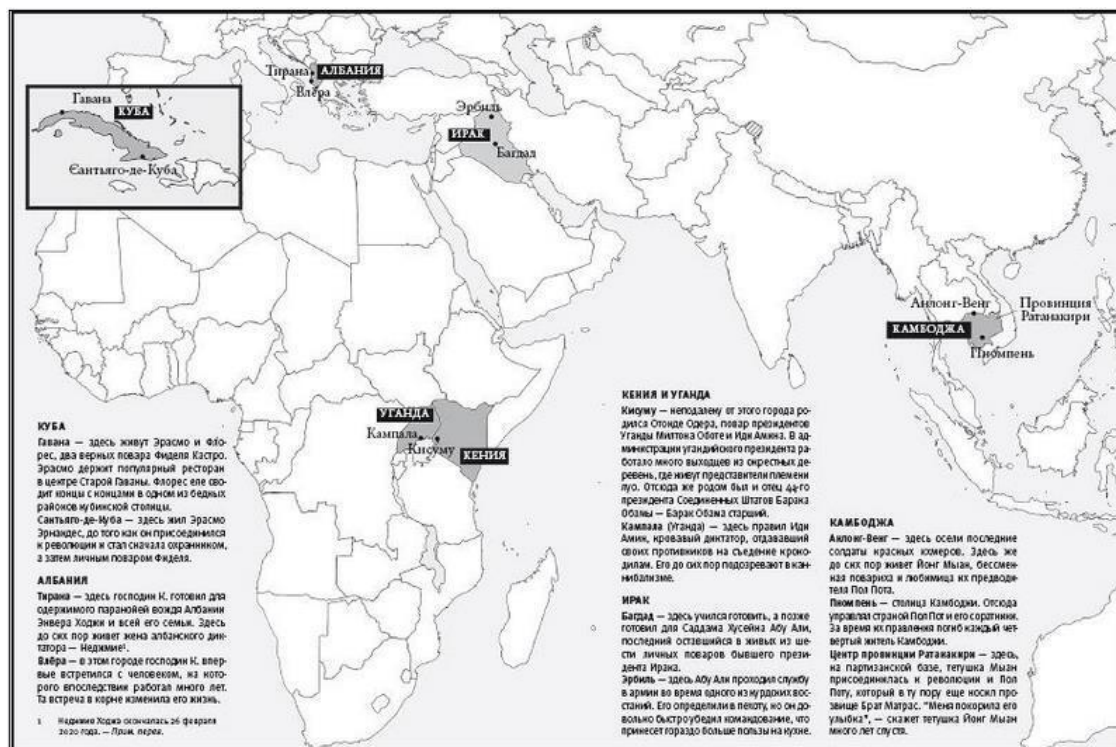 Гавана
КУБА
Сантьяго-де-Куба
Тирана
АЛБАНИЯ
Влёра
Эрбиль
ИРАК
Багдад
Анлонг-Венг
Провинция
Ратанакири
КАМБОДЖА
Пномпень
УГАНДА
Кампала
Кисуму
КЕНИЯ
КУБА
Гавана — здесь живут Эрасмо и Фло-
рес, два верных повара Фиделя Кастро.
Эрасмо держит популярный ресторан
в центре Старой Гаваны. Флорес еле сво-
дит концы с концами в одном из бедных
районов кубинской столицы.
Сантьяго-де-Куба — здесь жил Эрасмо
Эрнандес, до того как он присоединился
к революции и стал сначала охранником,
а затем личным поваром Фиделя.
АЛБАНИЯ
Тирана — здесь господин К. готовил для
одержимого паранойей вождя Албании
Энвера Ходжи и всей его семьи. Здесь
до сих пор живет жена албанского дик-
татора — Неджмие¹.
Влёра — в этом городе господин К. впер-
вые встретился с человеком, на ко-
торого впоследствии работал много лет.
Та встреча в корне изменила его жизнь.
1 Неджмие Ходжа скончалась 26 февраля
2020 года. — Прим. перев.
КЕНИЯ И УГАНДА
Кисуму — неподалеку от этого города ро-
дился Отонде Одера, повар президентов
Уганды Милтона Оботе и Иди Амина. В ад-
министрации угандийского президента ра-
ботало много выходцев из окрестных де-
ревень, где живут представители племени
луо. Отсюда же родом был и отец 44-го
президента Соединенных Штатов Барака
Обамы — Барак Обама старший.
Кампала (Уганда) — здесь правил Иди
Амин, кровавый диктатор, отдававший
своих противников на съедение кроко-
дилам. Его до сих пор подозревают в кан-
нибализме.
ИРАК
Багдад — здесь учился готовить, а позже
готовил для Саддама Хусейна Абу Али,
последний оставшийся в живых из ше-
сти личных поваров бывшего прези-
дента Ирака.
Эрбиль — здесь Абу Али проходил службу
в армии во время одного из курдских вос-
станий. Его определили в пехоту, но он до-
вольно быстро убедил командование, что
принесет гораздо больше пользы на кухне.
КАМБОДЖА
Анлонг-Венг — здесь осели последние
солдаты красных кхмеров. Здесь же
до сих пор живет Йонг Мыан, бессмен-
ная повариха и любимица их предводи-
теля Пол Пота.
Пномпень — столица Камбоджи. Отсюда
управлял страной Пол Пот и его соратники.
За время их правления погиб каждый чет-
вертый житель Камбоджи.
Центр провинции Ратанакири — здесь,
на партизанской базе, тетушка Мыан
присоединилась к революции и Пол
Поту, который в ту пору еще носил про-
звище Брат Матрас. "Меня покорила его
улыбка", — скажет тетушка Йонг Мыан
много лет спустя.